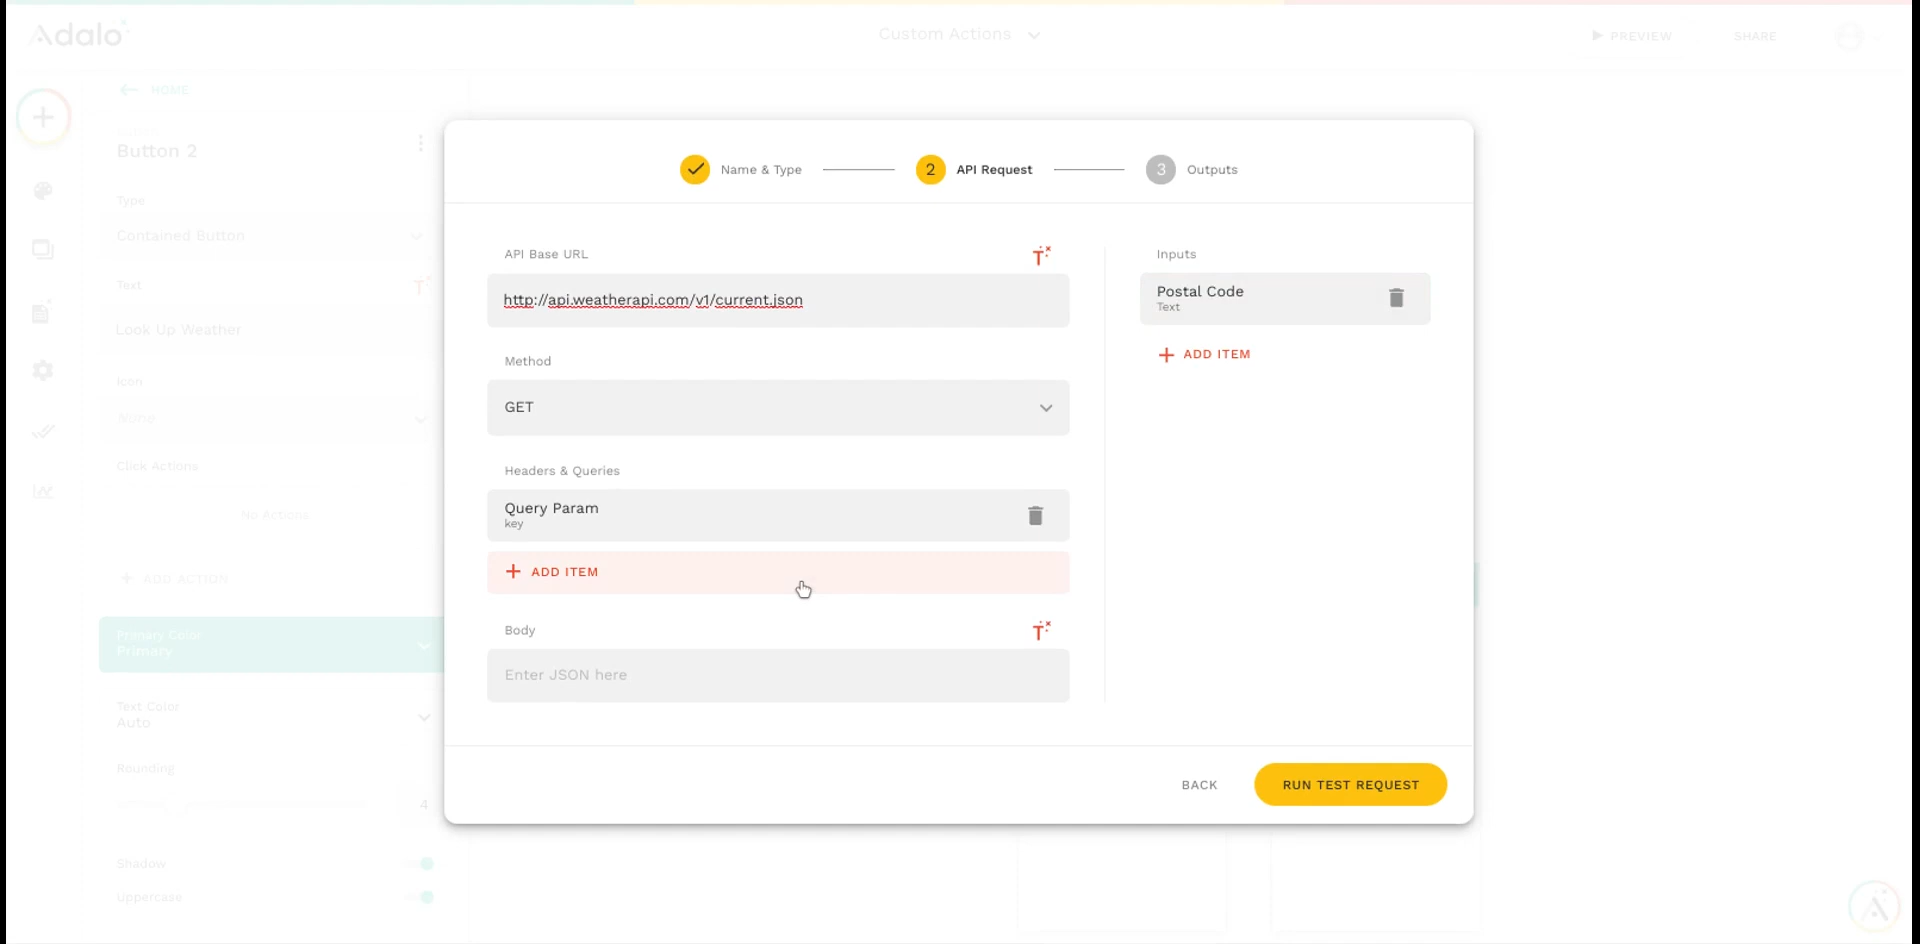 Adalo
Custom Actions
PREVIEW
SHARE
HOME
Button 2
Type
Contained Button
Text
Look Up Weather
Icon
None
Click Actions
No Actions
ADD ACTION
Primary Color
Primary
Text Color
Auto
Rounding
4
Shadow
Uppercase
Name & Type
2
API Request
3
Outputs
API Base URL
http://api.weatherapi.com/v1/current.json
Method
GET
Headers & Queries
Query Param
key
ADD ITEM
Body
Enter JSON here
Inputs
Postal Code
Text
ADD ITEM
BACK
RUN TEST REQUEST